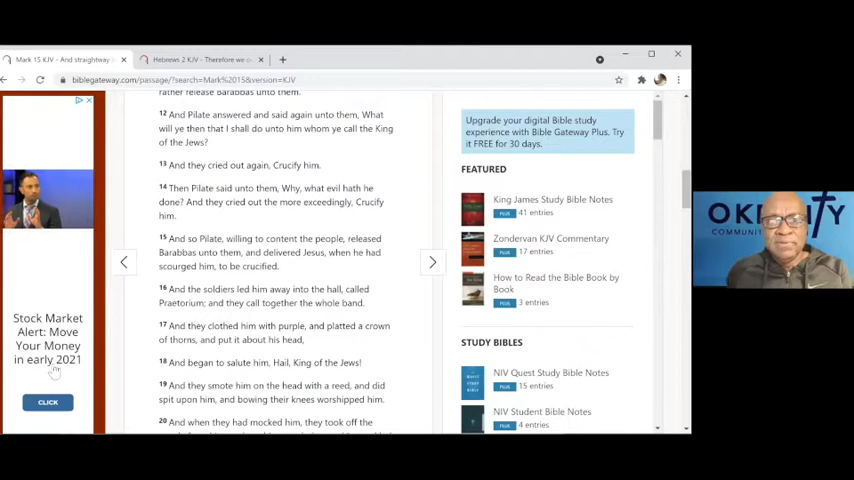 Mark 15 KJV - And straightway
Hebrews 2 KJV - Therefore we
biblegateway.com/passage/?search=Mark%2015&version=KJV
rather release Barabbas unto them.
12 And Pilate answered and said again unto them, What
will ye then that I shall do unto him whom ye call the King
of the Jews?
13 And they cried out again, Crucify him.
14 Then Pilate said unto them, Why, what evil hath he
done? And they cried out the more exceedingly, Crucify
him.
15 And so Pilate, willing to content the people, released
Barabbas unto them, and delivered Jesus, when he had
scourged him, to be crucified.
16 And the soldiers led him away into the hall, called
Praetorium; and they call together the whole band.
17 And they clothed him with purple, and platted a crown
of thorns, and put it about his head,
18 And began to salute him, Hail, King of the Jews!
19 And they smote him on the head with a reed, and did
spit upon him, and bowing their knees worshipped him.
20 And when they had mocked him, they took off the
Stock Market
Alert: Move
Your Money
in early 2021
CLICK
Upgrade your digital Bible study
experience with Bible Gateway Plus. Try
it FREE for 30 days.
FEATURED
King James Study Bible Notes
PLUS 41 entries
Zondervan KJV Commentary
PLUS 17 entries
How to Read the Bible Book by
Book
PLUS 3 entries
STUDY BIBLES
NIV Quest Study Bible Notes
PLUS 15 entries
NIV Student Bible Notes
PLUS 4 entries
COMMUNITY